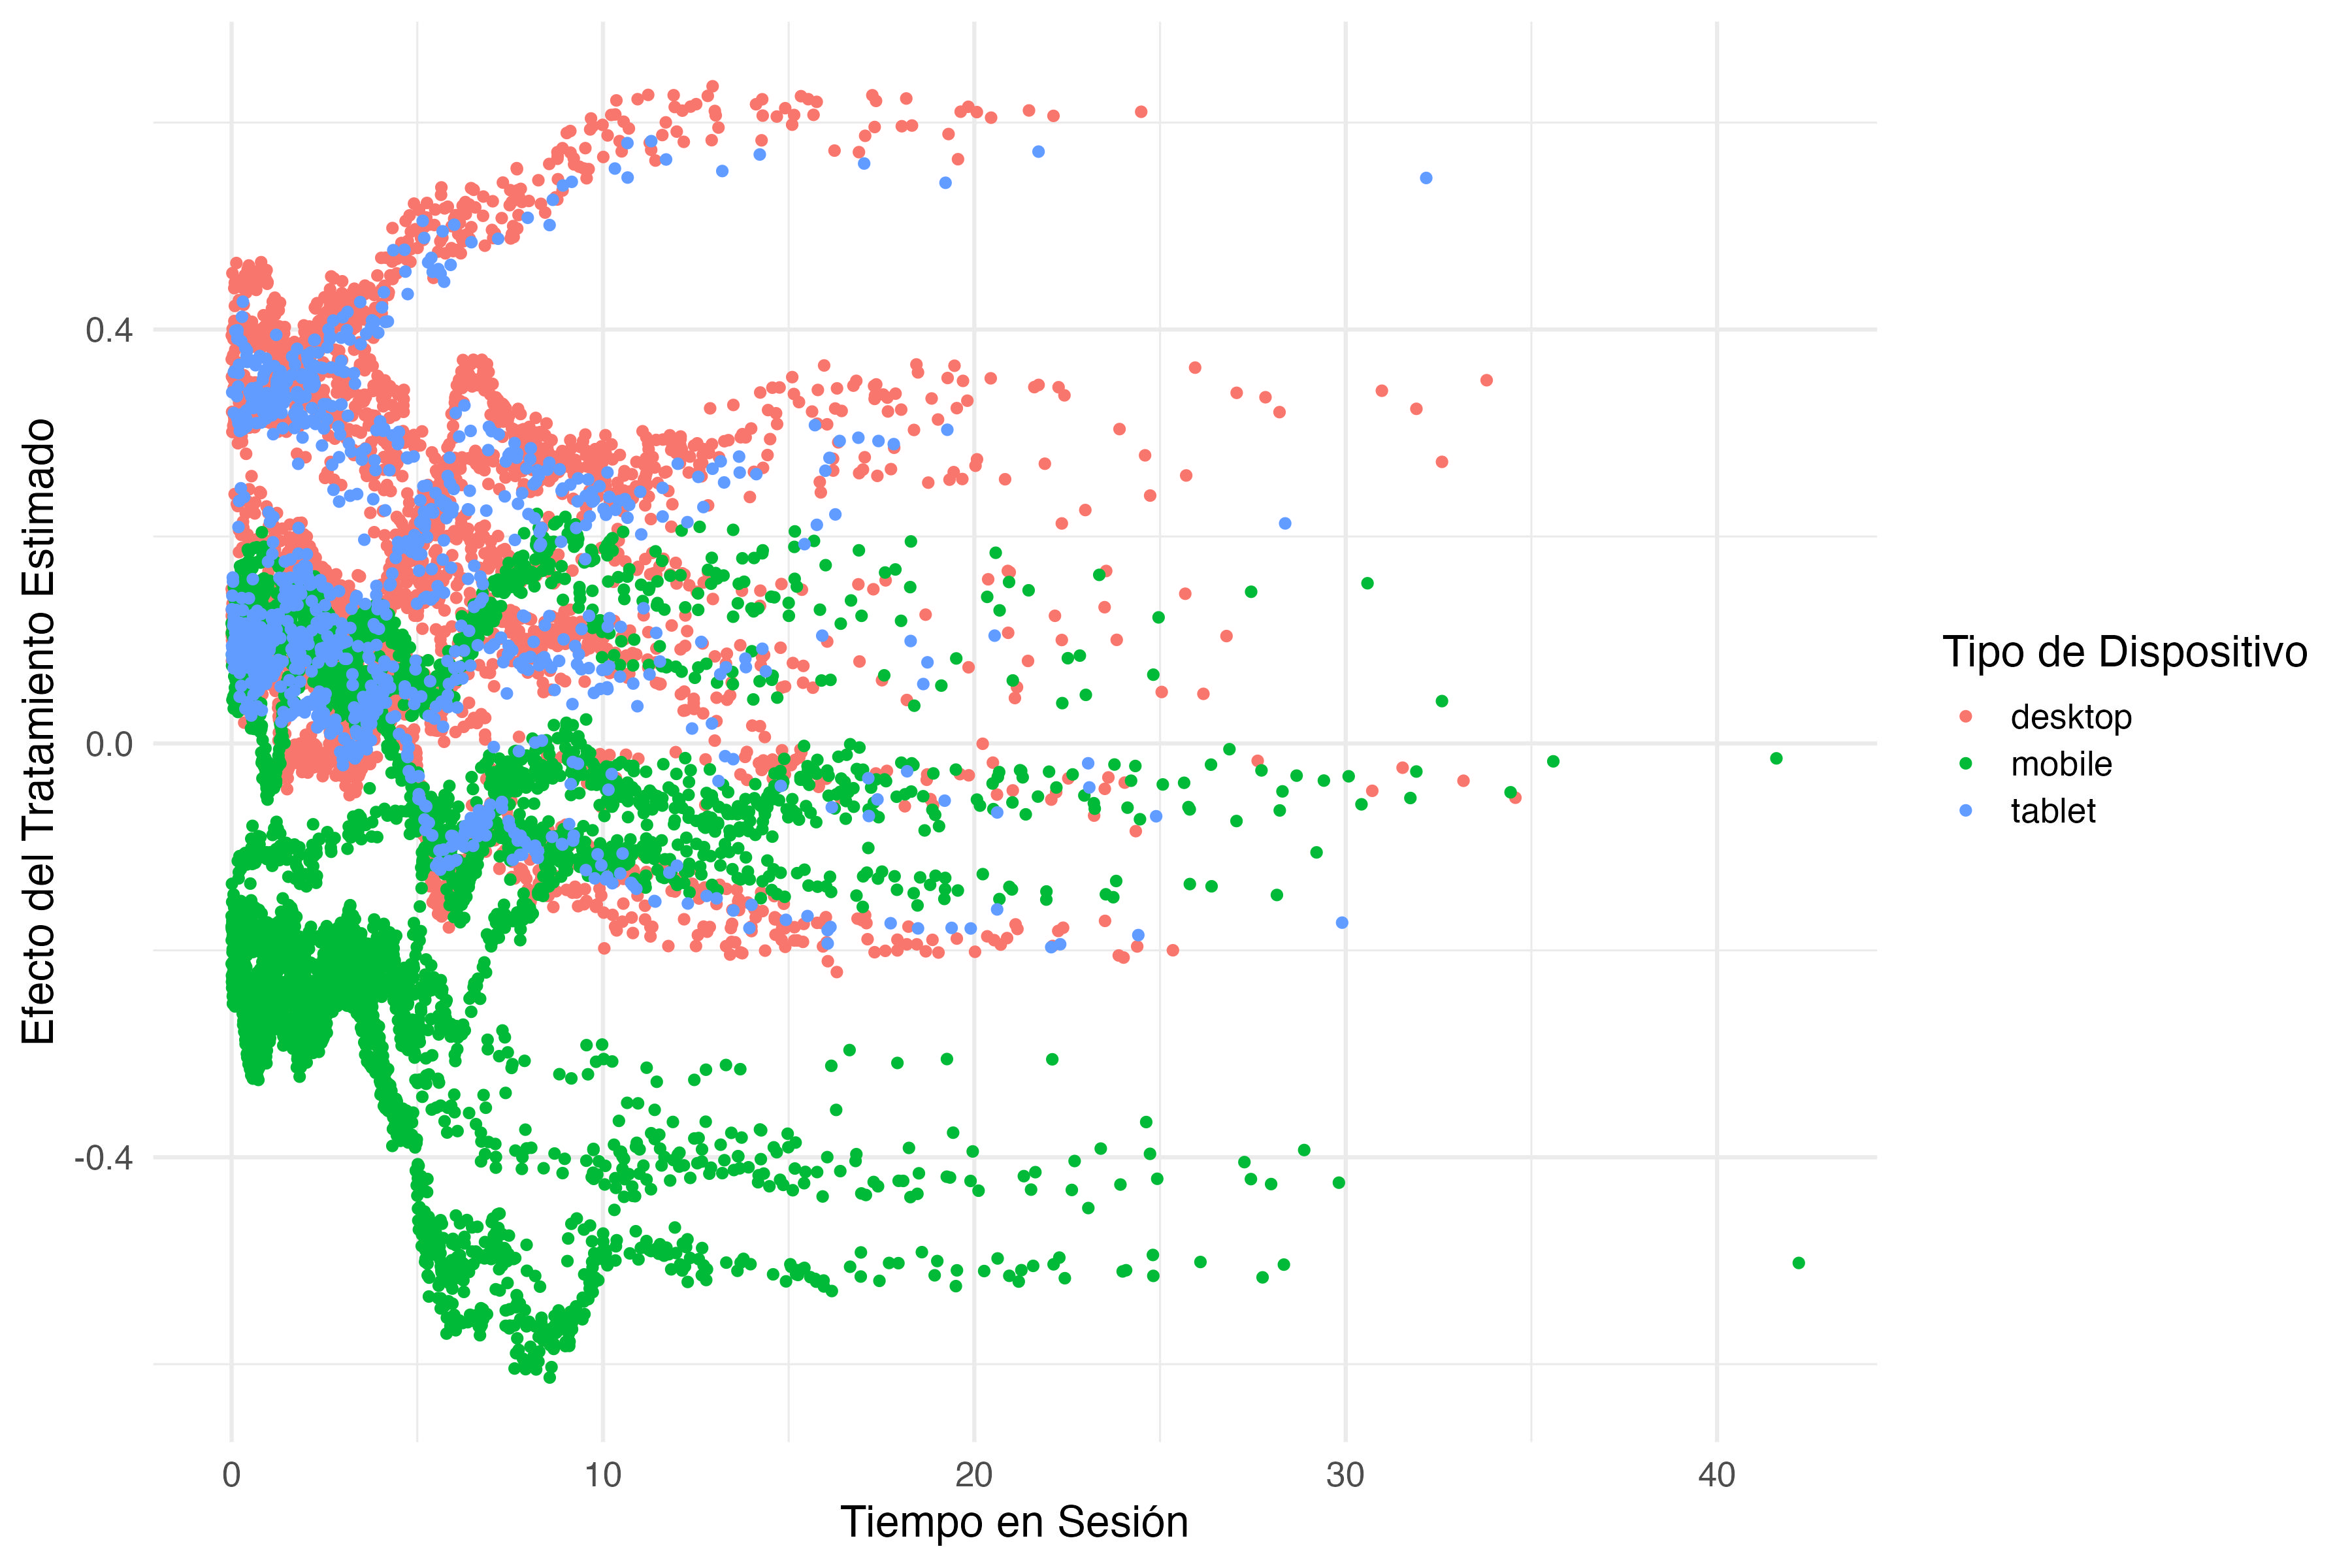 Efecto del Tratamiento Estimado
0.4
0.0
-0.4
0
10
20
30
40
Tiempo en Sesión
Tipo de Dispositivo
desktop
mobile
tablet